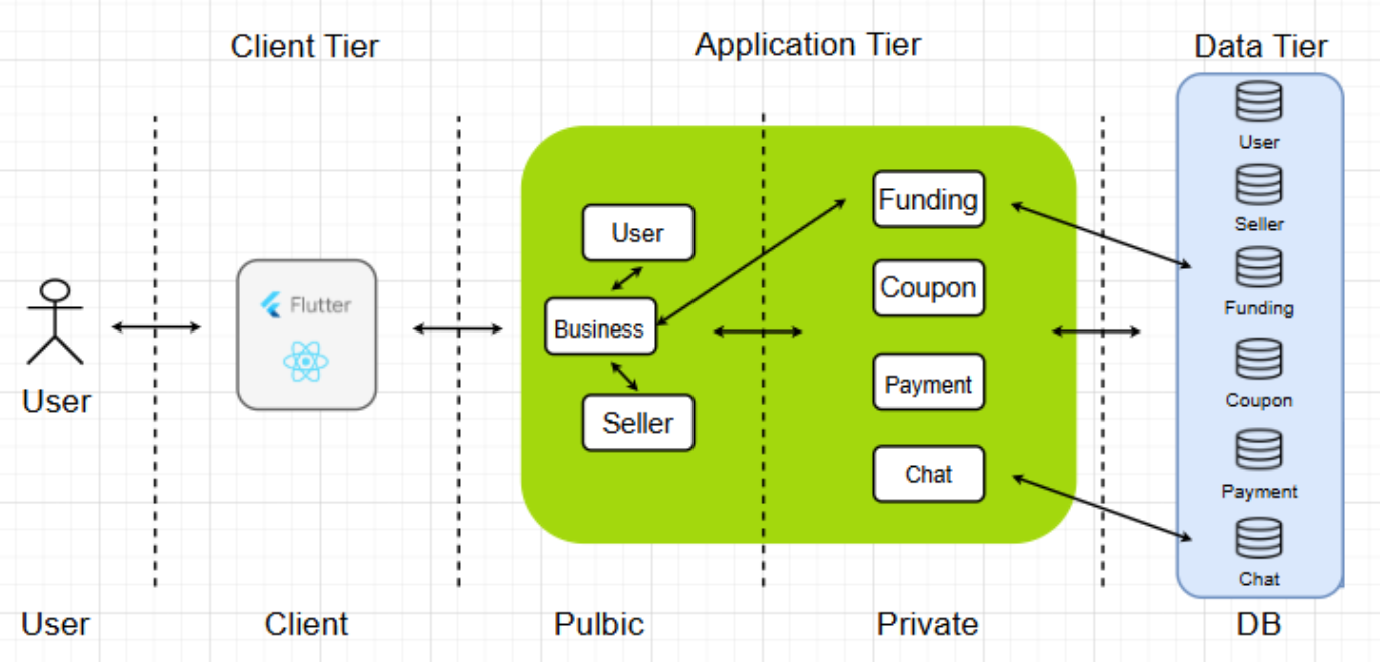 Client Tier
Application Tier
Data Tier
User
Flutter
User
Business
Seller
Funding
Coupon
Payment
Chat
User
Seller
Funding
Coupon
Payment
Chat
User
Client
Pulbic
Private
DB